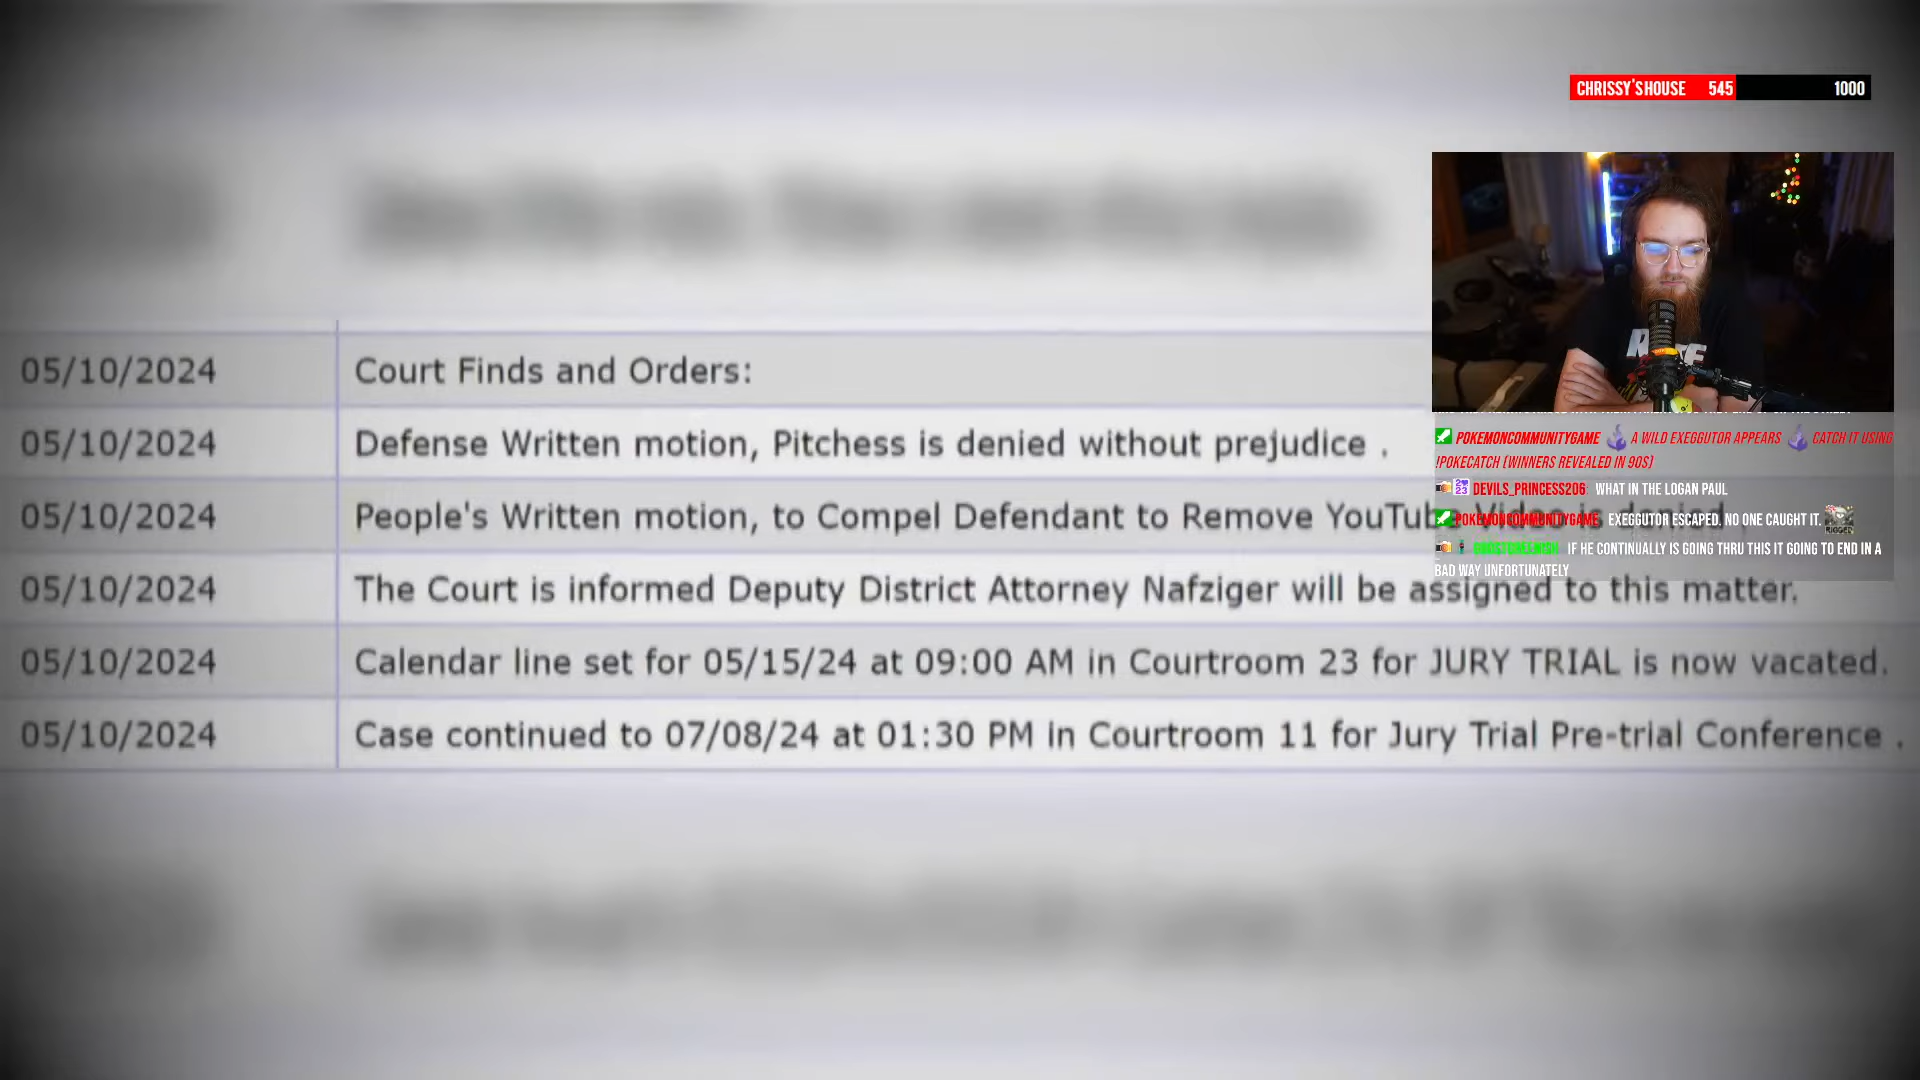 CHRISSY'S HOUSE 545 1000
05/10/2024 Court Finds and Orders:
05/10/2024 Defense Written motion, Pitchess is denied without prejudice .
05/10/2024 People's Written motion, to Compel Defendant to Remove YouTube Video is denied .
05/10/2024 The Court is informed Deputy District Attorney Nafziger will be assigned to this matter.
05/10/2024 Calendar line set for 05/15/24 at 09:00 AM in Courtroom 23 for JURY TRIAL is now vacated.
05/10/2024 Case continued to 07/08/24 at 01:30 PM in Courtroom 11 for Jury Trial Pre-trial Conference .
POKEMONCOMMUNITYGAME A WILD EXEGGUTOR APPEARS CATCH IT USING
!POKECATCH (WINNERS REVEALED IN 90S)
DEVILS_PRINCESS206 WHAT IN THE LOGAN PAUL
POKEMONCOMMUNITYGAME EXEGGUTOR ESCAPED. NO ONE CAUGHT IT. RIGGED
IF HE CONTINUALLY IS GOING THRU THIS IT GOING TO END IN A
BAD WAY UNFORTUNATELY